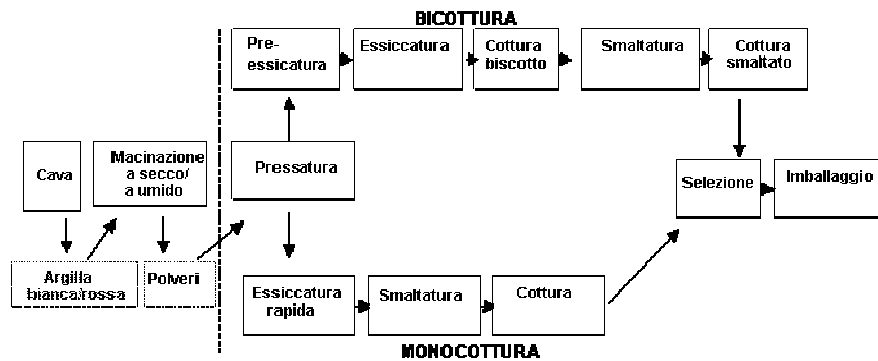 BICOTTURA
Pre-
essicatura
Essiccatura
Cottura
biscotto
Smaltatura
Cottura
smaltato
Cava
Macinazione
a secco/
a umido
Pressatura
Selezione
Imballaggio
Argilla
bianca/rossa
Polveri
Essiccatura
rapida
Smaltatura
Cottura
MONOCOTTURA